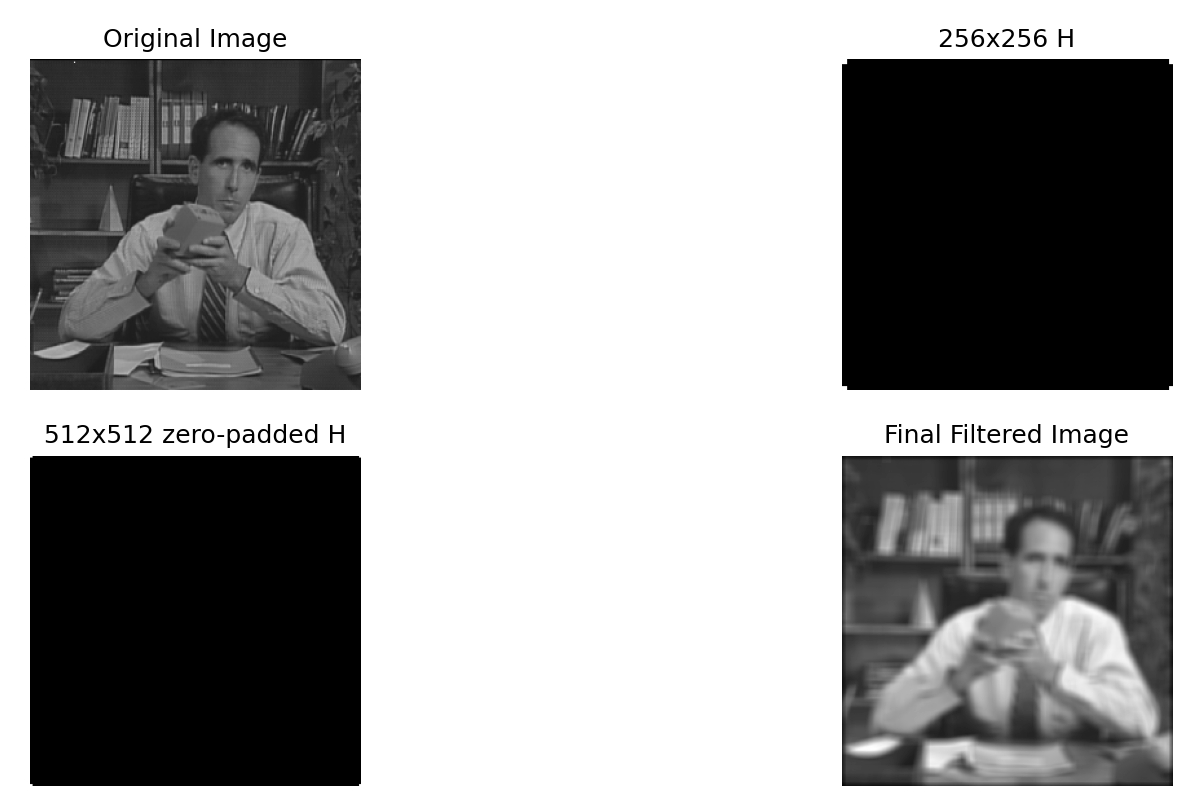 Original Image
256x256 H
512x512 zero-padded H
Final Filtered Image